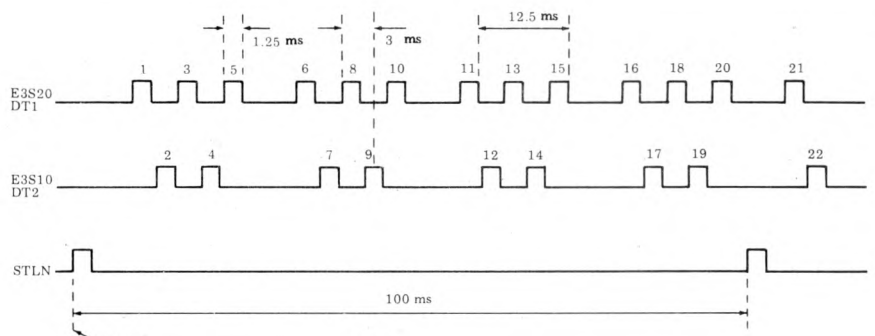 1.25 ms
3 ms
12.5 ms
1 3 5 6 8 10 11 13 15 16 18 20 21
E3S20
DT1
2 4 7 9 12 14 17 19 22
E3S10
DT2
STLN
100 ms